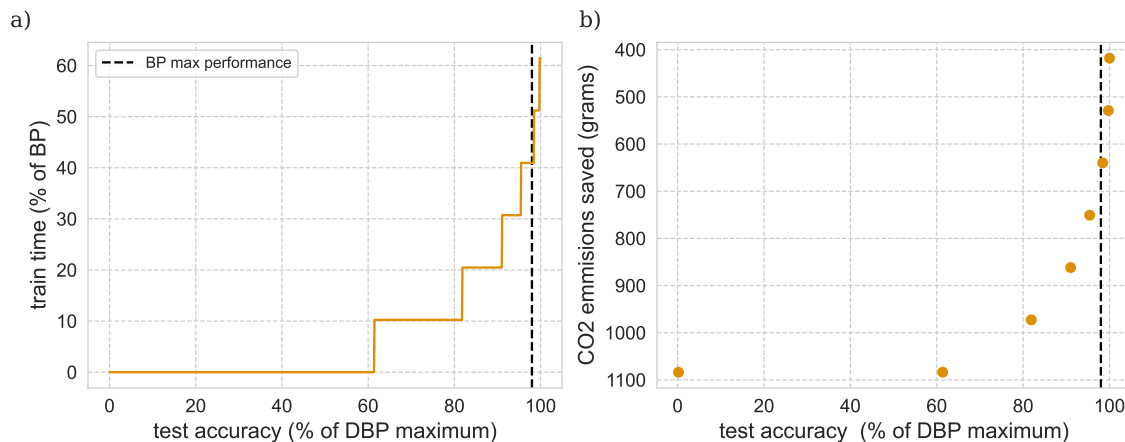 a)
BP max performance
60
50
40
30
20
10
0
train time (% of BP)
0 20 40 60 80 100
test accuracy (% of DBP maximum)
b)
400
500
600
700
800
900
1000
1100
CO2 emmisions saved (grams)
0 20 40 60 80 100
test accuracy (% of DBP maximum)